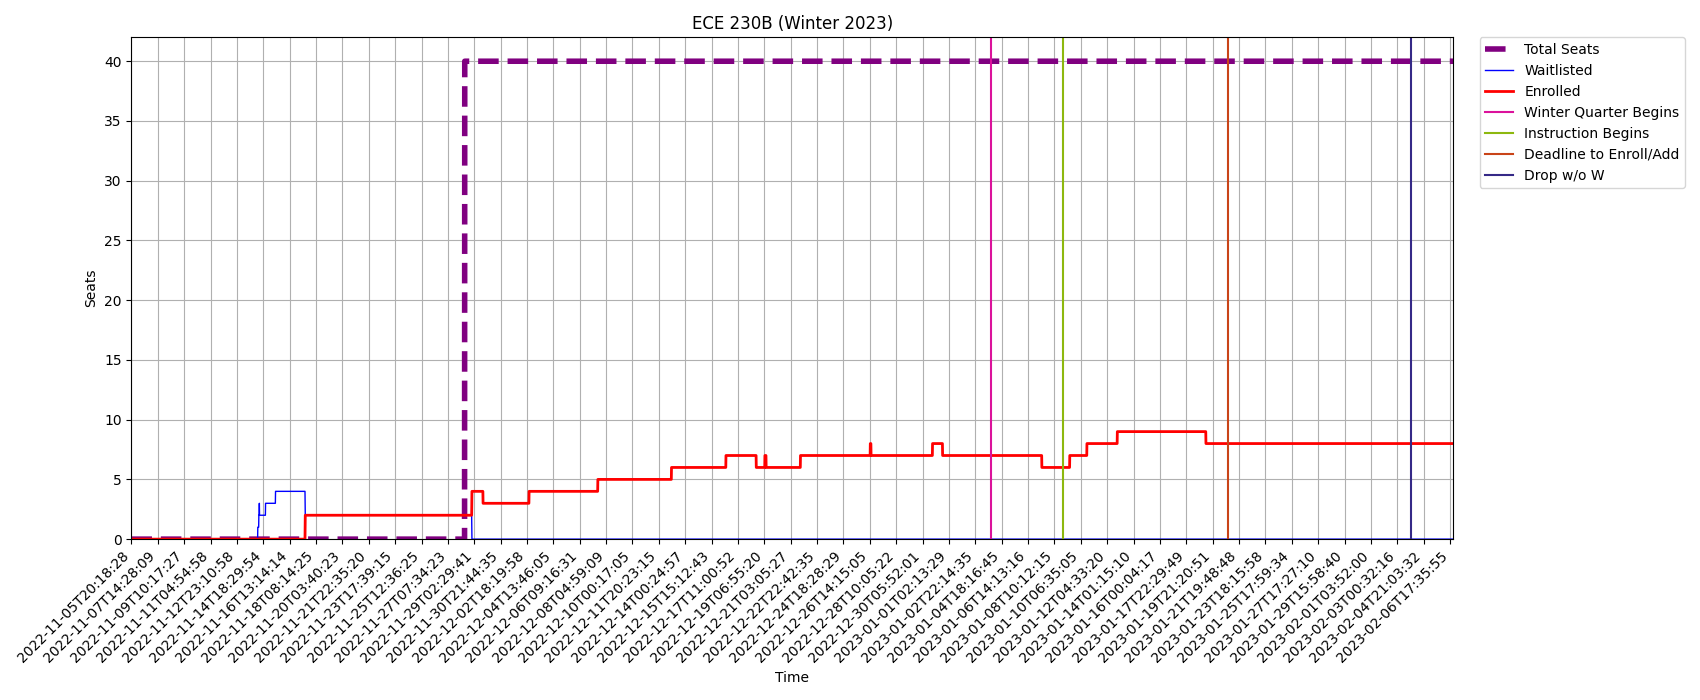 ECE 230B (Winter 2023)
40
35
30
25
20
15
10
5
0
Seats
2022-11-05T20:18:28
2022-11-07T14:28:09
2022-11-09T10:17:27
2022-11-11T04:54:58
2022-11-12T23:10:58
2022-11-14T18:29:54
2022-11-16T13:14:14
2022-11-18T08:14:25
2022-11-20T03:40:23
2022-11-21T22:35:20
2022-11-23T17:39:15
2022-11-25T12:36:25
2022-11-27T07:34:23
2022-11-29T03:29:41
2022-11-30T21:44:35
2022-12-02T18:19:58
2022-12-04T13:46:05
2022-12-06T09:16:31
2022-12-08T04:59:09
2022-12-10T00:17:05
2022-12-11T20:23:15
2022-12-14T00:24:57
2022-12-15T15:12:43
2022-12-17T11:00:52
2022-12-19T06:55:20
2022-12-21T03:05:27
2022-12-22T22:42:35
2022-12-24T18:28:29
2022-12-26T14:15:05
2022-12-28T10:05:22
2022-12-30T05:52:01
2023-01-01T02:13:29
2023-01-02T22:14:35
2023-01-04T18:16:45
2023-01-06T14:13:16
2023-01-08T10:12:15
2023-01-10T06:35:05
2023-01-12T04:33:20
2023-01-14T01:15:10
2023-01-16T00:04:17
2023-01-17T22:29:49
2023-01-19T21:20:51
2023-01-21T19:48:48
2023-01-23T18:15:58
2023-01-25T17:59:34
2023-01-27T17:27:10
2023-01-29T15:58:40
2023-02-01T03:52:00
2023-02-03T00:32:16
2023-02-04T21:03:32
2023-02-06T17:35:55
Time
Total Seats
Waitlisted
Enrolled
Winter Quarter Begins
Instruction Begins
Deadline to Enroll/Add
Drop w/o W